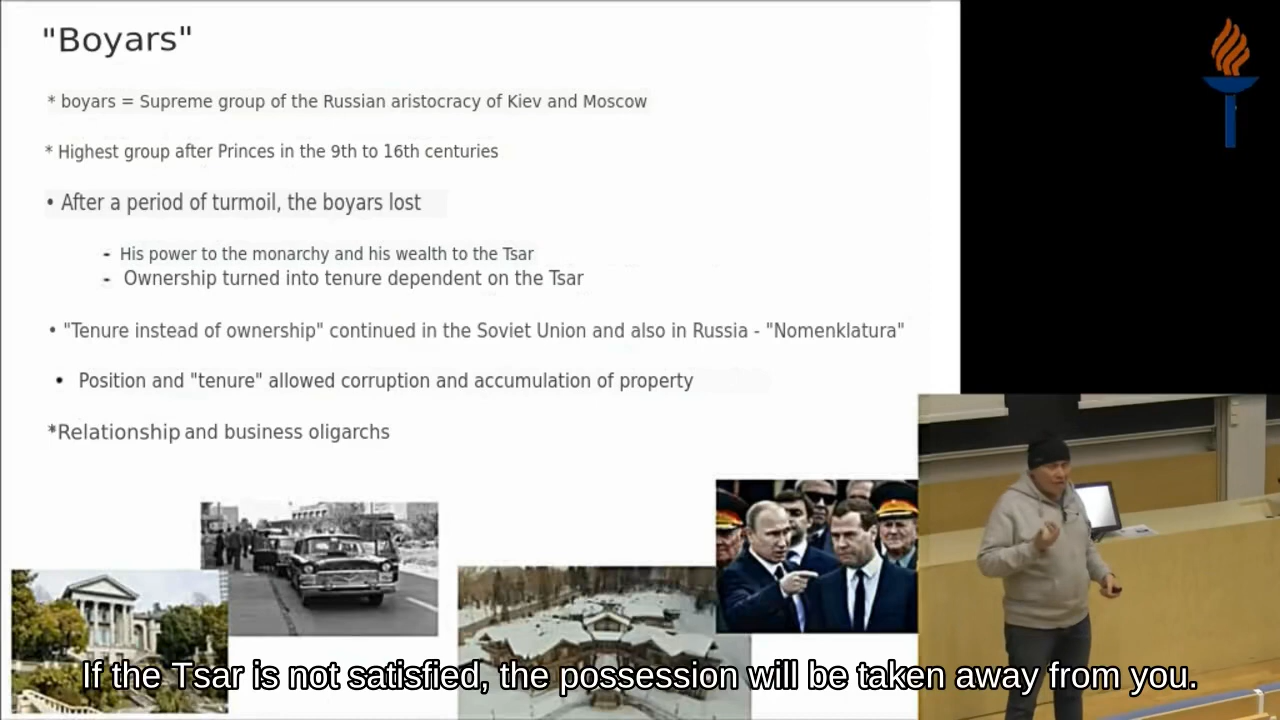 "Boyars"
* boyars = Supreme group of the Russian aristocracy of Kiev and Moscow
* Highest group after Princes in the 9th to 16th centuries
• After a period of turmoil, the boyars lost
- His power to the monarchy and his wealth to the Tsar
- Ownership turned into tenure dependent on the Tsar
• "Tenure instead of ownership" continued in the Soviet Union and also in Russia - "Nomenklatura"
• Position and "tenure" allowed corruption and accumulation of property
*Relationship and business oligarchs
If the Tsar is not satisfied, the possession will be taken away from you.